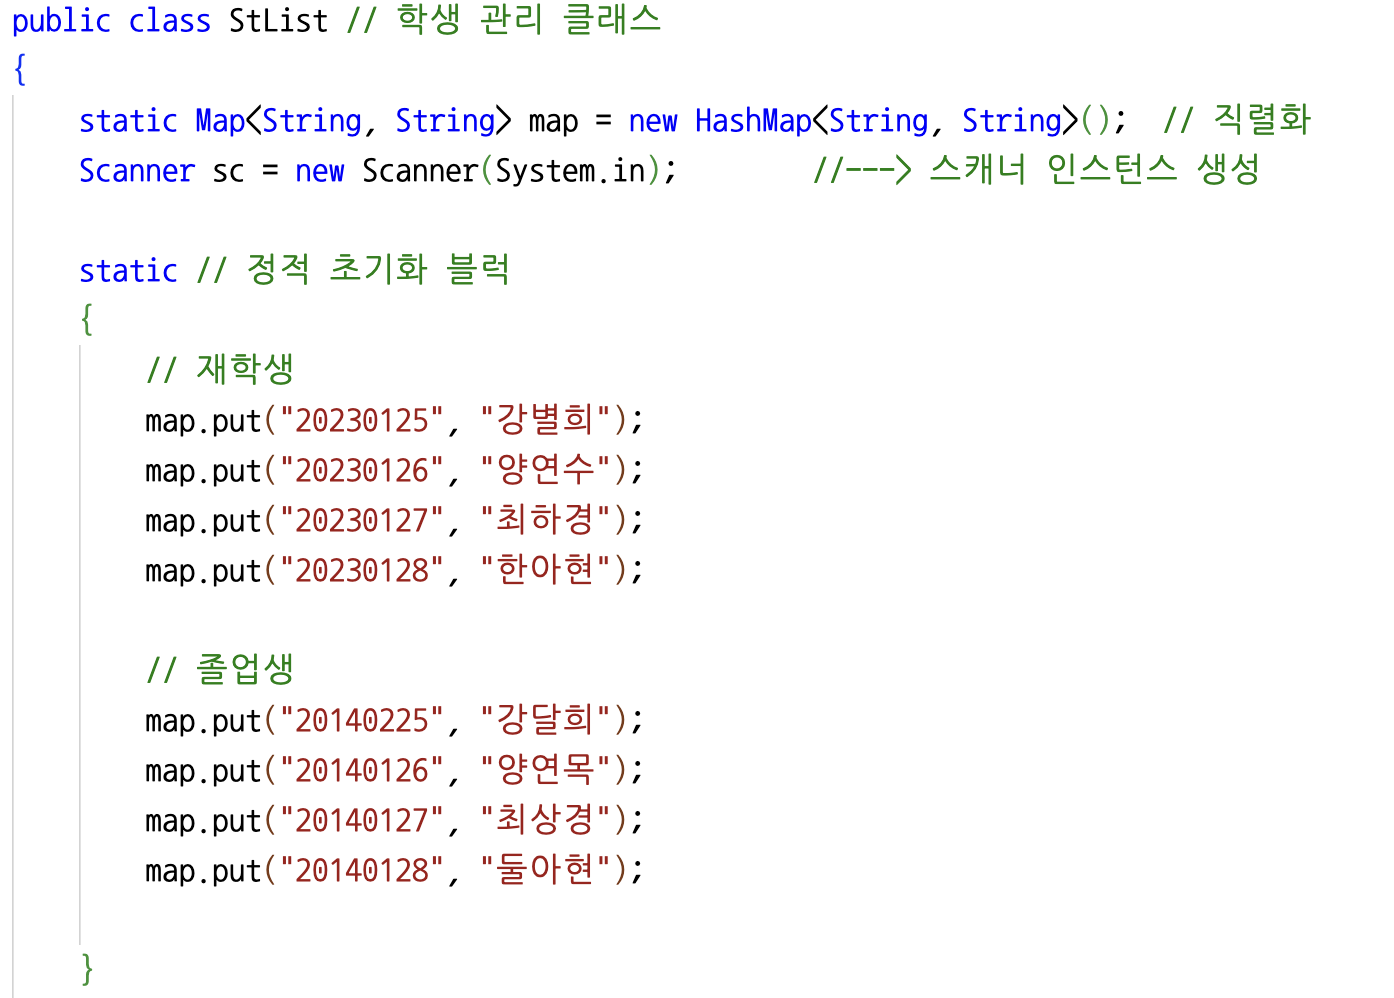 public class StList // 학생 관리 클래스
{
static Map<String, String> map = new HashMap<String, String>(); // 직렬화
Scanner sc = new Scanner(System.in); //---> 스캐너 인스턴스 생성
static // 정적 초기화 블럭
{
// 재학생
map.put("20230125", "강별희");
map.put("20230126", "양연수");
map.put("20230127", "최하경");
map.put("20230128", "한아현");
// 졸업생
map.put("20140225", "강달희");
map.put("20140126", "양연목");
map.put("20140127", "최상경");
map.put("20140128", "둘아현");
}